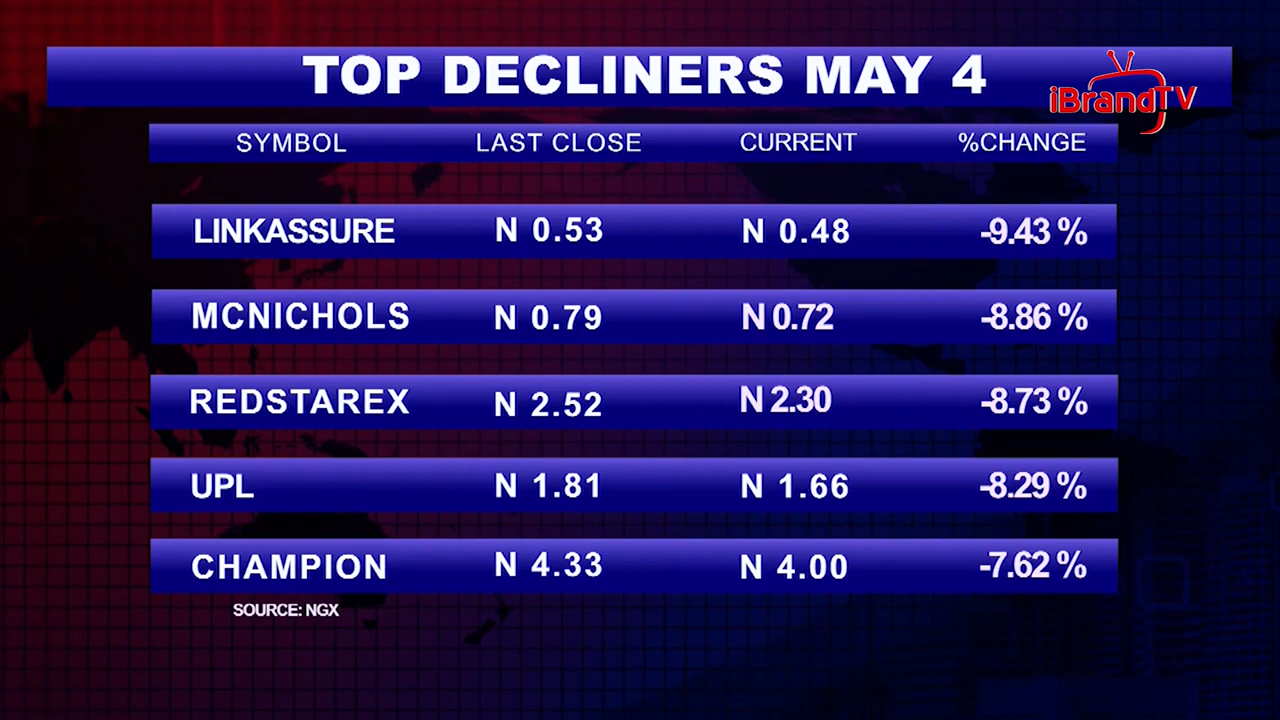 TOP DECLINERS MAY 4
iBrandTV
SYMBOL LAST CLOSE CURRENT %CHANGE
LINKASSURE N 0.53 N 0.48 -9.43 %
MCNICHOLS N 0.79 N 0.72 -8.86 %
REDSTAREX N 2.52 N 2.30 -8.73 %
UPL N 1.81 N 1.66 -8.29 %
CHAMPION N 4.33 N 4.00 -7.62 %
SOURCE: NGX